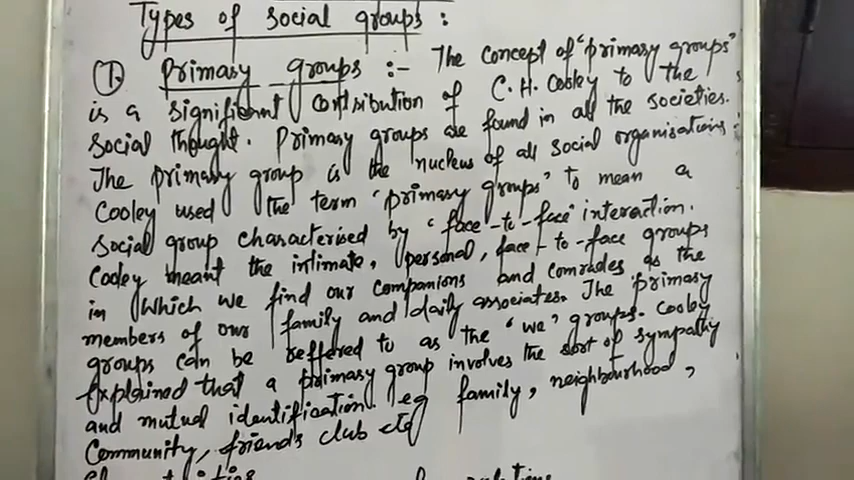 Types of social groups :
1. Primary groups :- The concept of "primary groups"
is a significant contribution of C. H. Cooley to the
social thought. Primary groups are found in all the societies.
The primary group is the nucleus of all social organisations.
Cooley used the term "primary groups" to mean a
social group characterised by "face-to-face" interaction.
Cooley meant the intimate, personal, face-to-face groups
in which we find our companions and comrades as the
members of our family and daily associates. The primary
groups can be reffered to as the "we" groups. Cooley
explained that a primary group involves the sort of sympathy
and mutual identification. eg family, neighbourhood,
Community, friends club etc